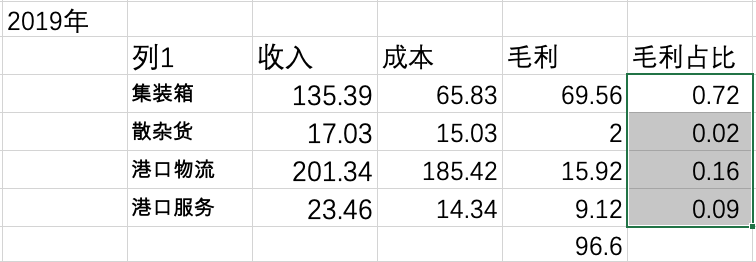 2019年
列1 收入 成本 毛利 毛利占比
集装箱 135.39 65.83 69.56 0.72
散杂货 17.03 15.03 2 0.02
港口物流 201.34 185.42 15.92 0.16
港口服务 23.46 14.34 9.12 0.09
96.6